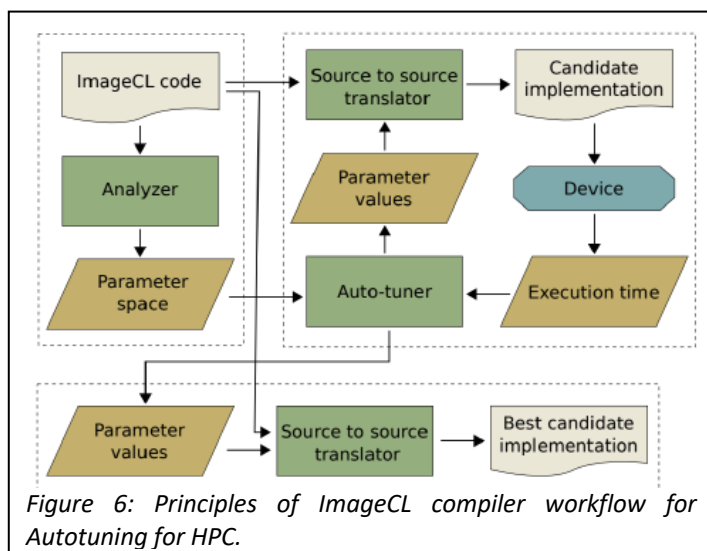 ImageCL code
Source to source
translator
Candidate
implementation
Analyzer
Parameter
values
Device
Parameter
space
Auto-tuner
Execution time
Parameter
values
Source to source
translator
Best candidate
implementation
Figure 6: Principles of ImageCL compiler workflow for
Autotuning for HPC.